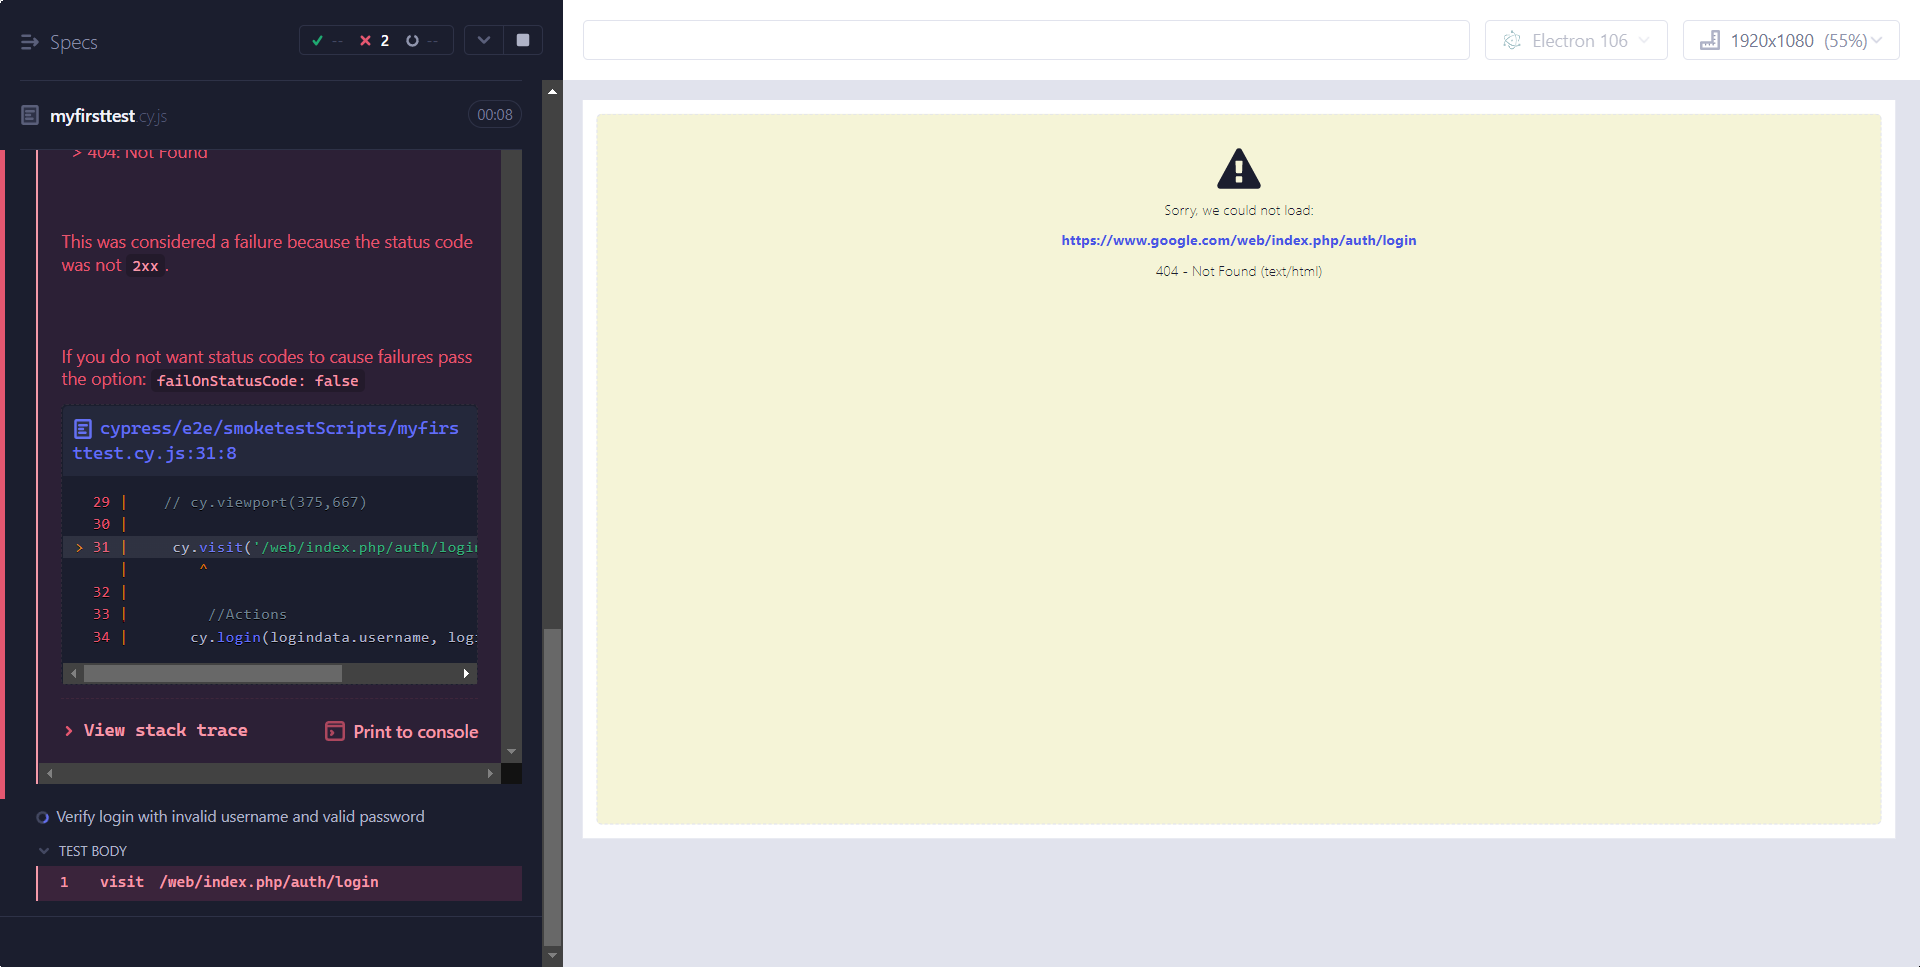 Specs
-- 2 --
myfirsttest.cy.js 00:08
> 404: Not Found
This was considered a failure because the status code
was not 2xx.
If you do not want status codes to cause failures pass
the option: failOnStatusCode: false
cypress/e2e/smoketestScripts/myfirs
ttest.cy.js:31:8
29 | // cy.viewport(375,667)
30 |
> 31 | cy.visit('/web/index.php/auth/login
| ^
32 |
33 | //Actions
34 | cy.login(logindata.username, logi
> View stack trace
Print to console
Verify login with invalid username and valid password
TEST BODY
1 visit /web/index.php/auth/login
Electron 106
1920x1080 (55%)
Sorry, we could not load:
https://www.google.com/web/index.php/auth/login
404 - Not Found (text/html)